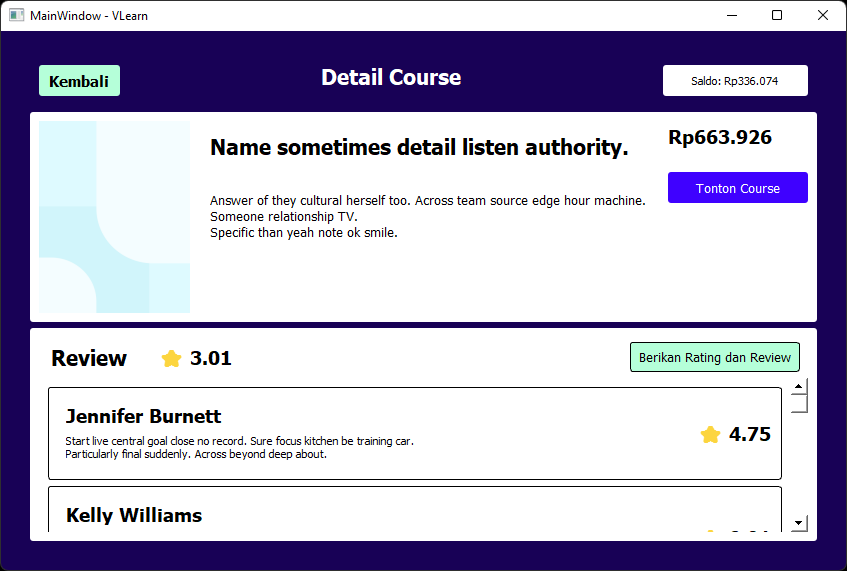 MainWindow - VLearn
Kembali
Detail Course
Saldo: Rp336.074
Name sometimes detail listen authority.
Rp663.926
Tonton Course
Answer of they cultural herself too. Across team source edge hour machine.
Someone relationship TV.
Specific than yeah note ok smile.
Review
3.01
Berikan Rating dan Review
Jennifer Burnett
Start live central goal close no record. Sure focus kitchen be training car.
Particularly final suddenly. Across beyond deep about.
4.75
Kelly Williams